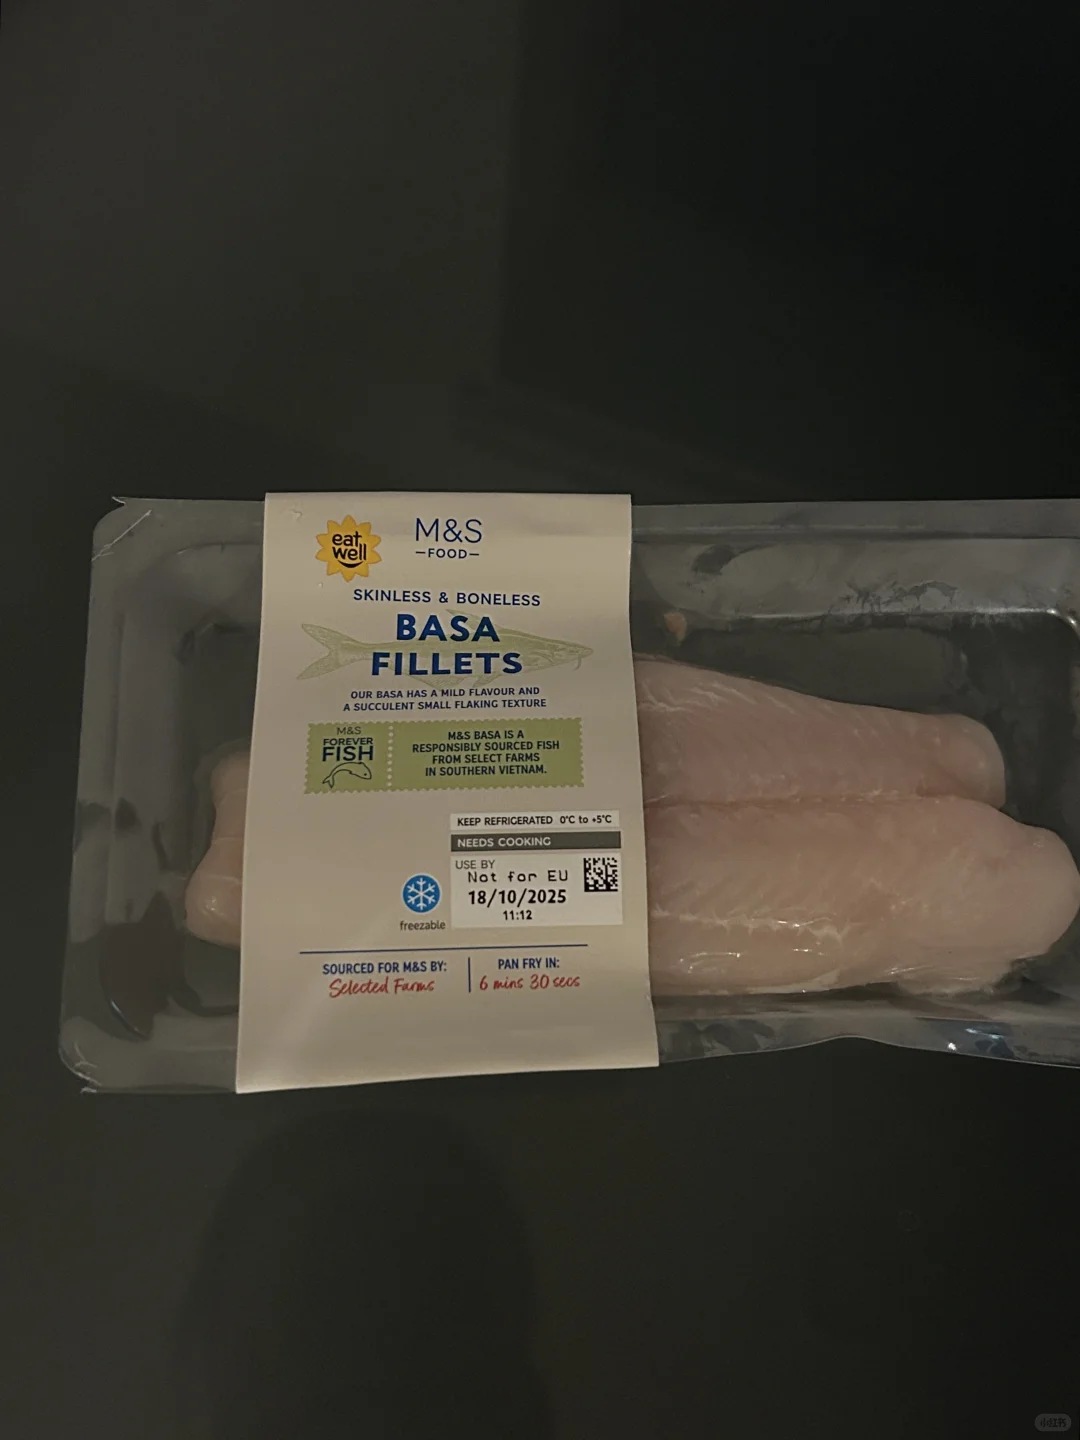 eat
well
M&S
—FOOD—
SKINLESS & BONELESS
BASA
FILLETS
OUR BASA HAS A MILD FLAVOUR AND
A SUCCULENT SMALL FLAKING TEXTURE
M&S
FOREVER
FISH
M&S BASA IS A
RESPONSIBLY SOURCED FISH
FROM SELECT FARMS
IN SOUTHERN VIETNAM.
KEEP REFRIGERATED 0°C to +5°C
NEEDS COOKING
USE BY
Not for EU
18/10/2025
11:12
freezable
SOURCED FOR M&S BY:
Selected Farms
PAN FRY IN:
6 mins 30 secs
小红书